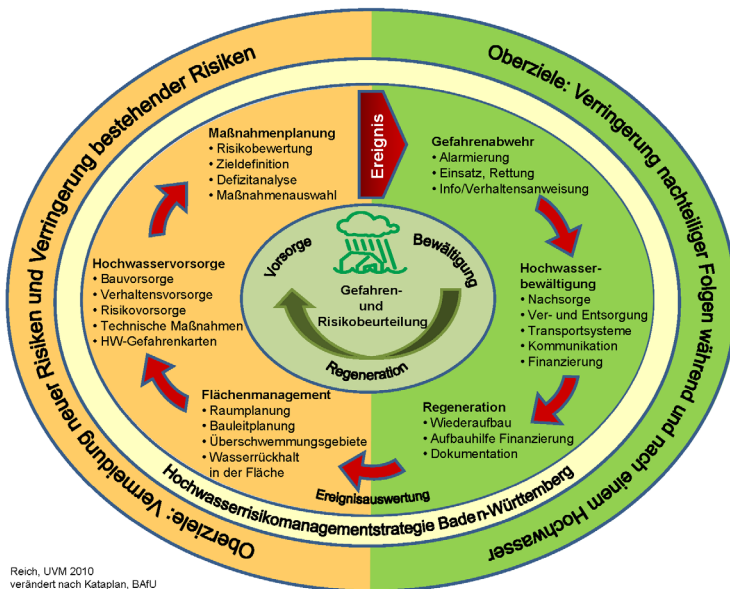 Oberziele: Vermeidung neuer Risiken und Verringerung bestehender Risiken
Oberziele: Verringerung nachteiliger Folgen während und nach einem Hochwasser
Hochwasserrisikomanagementstrategie Baden-Württemberg
Ereignis
Gefahrenabwehr
• Alarmierung
• Einsatz, Rettung
• Info/Verhaltensanweisung
Hochwasser-
bewältigung
• Nachsorge
• Ver- und Entsorgung
• Transportsysteme
• Kommunikation
• Finanzierung
Regeneration
• Wiederaufbau
• Aufbauhilfe Finanzierung
• Dokumentation
Ereignisauswertung
Flächenmanagement
• Raumplanung
• Bauleitplanung
• Überschwemmungsgebiete
• Wasserrückhalt
in der Fläche
Hochwasservorsorge
• Bauvorsorge
• Verhaltensvorsorge
• Risikovorsorge
• Technische Maßnahmen
• HW-Gefahrenkarten
Maßnahmenplanung
• Risikobewertung
• Zieldefinition
• Defizitanalyse
• Maßnahmenauswahl
Vorsorge
Bewältigung
Gefahren-
und
Risikobeurteilung
Regeneration
Reich, UVM 2010
verändert nach Kataplan, BAfU